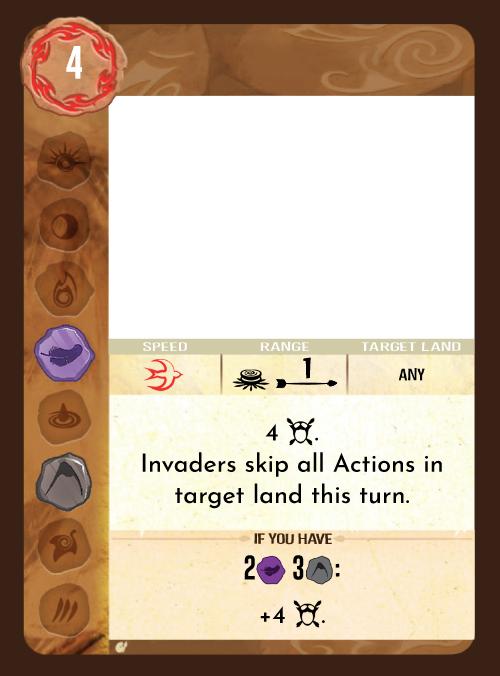 4
SPEED RANGE TARGET LAND
1 ANY
4 .
Invaders skip all Actions in
target land this turn.
IF YOU HAVE
2 3 :
+4 .